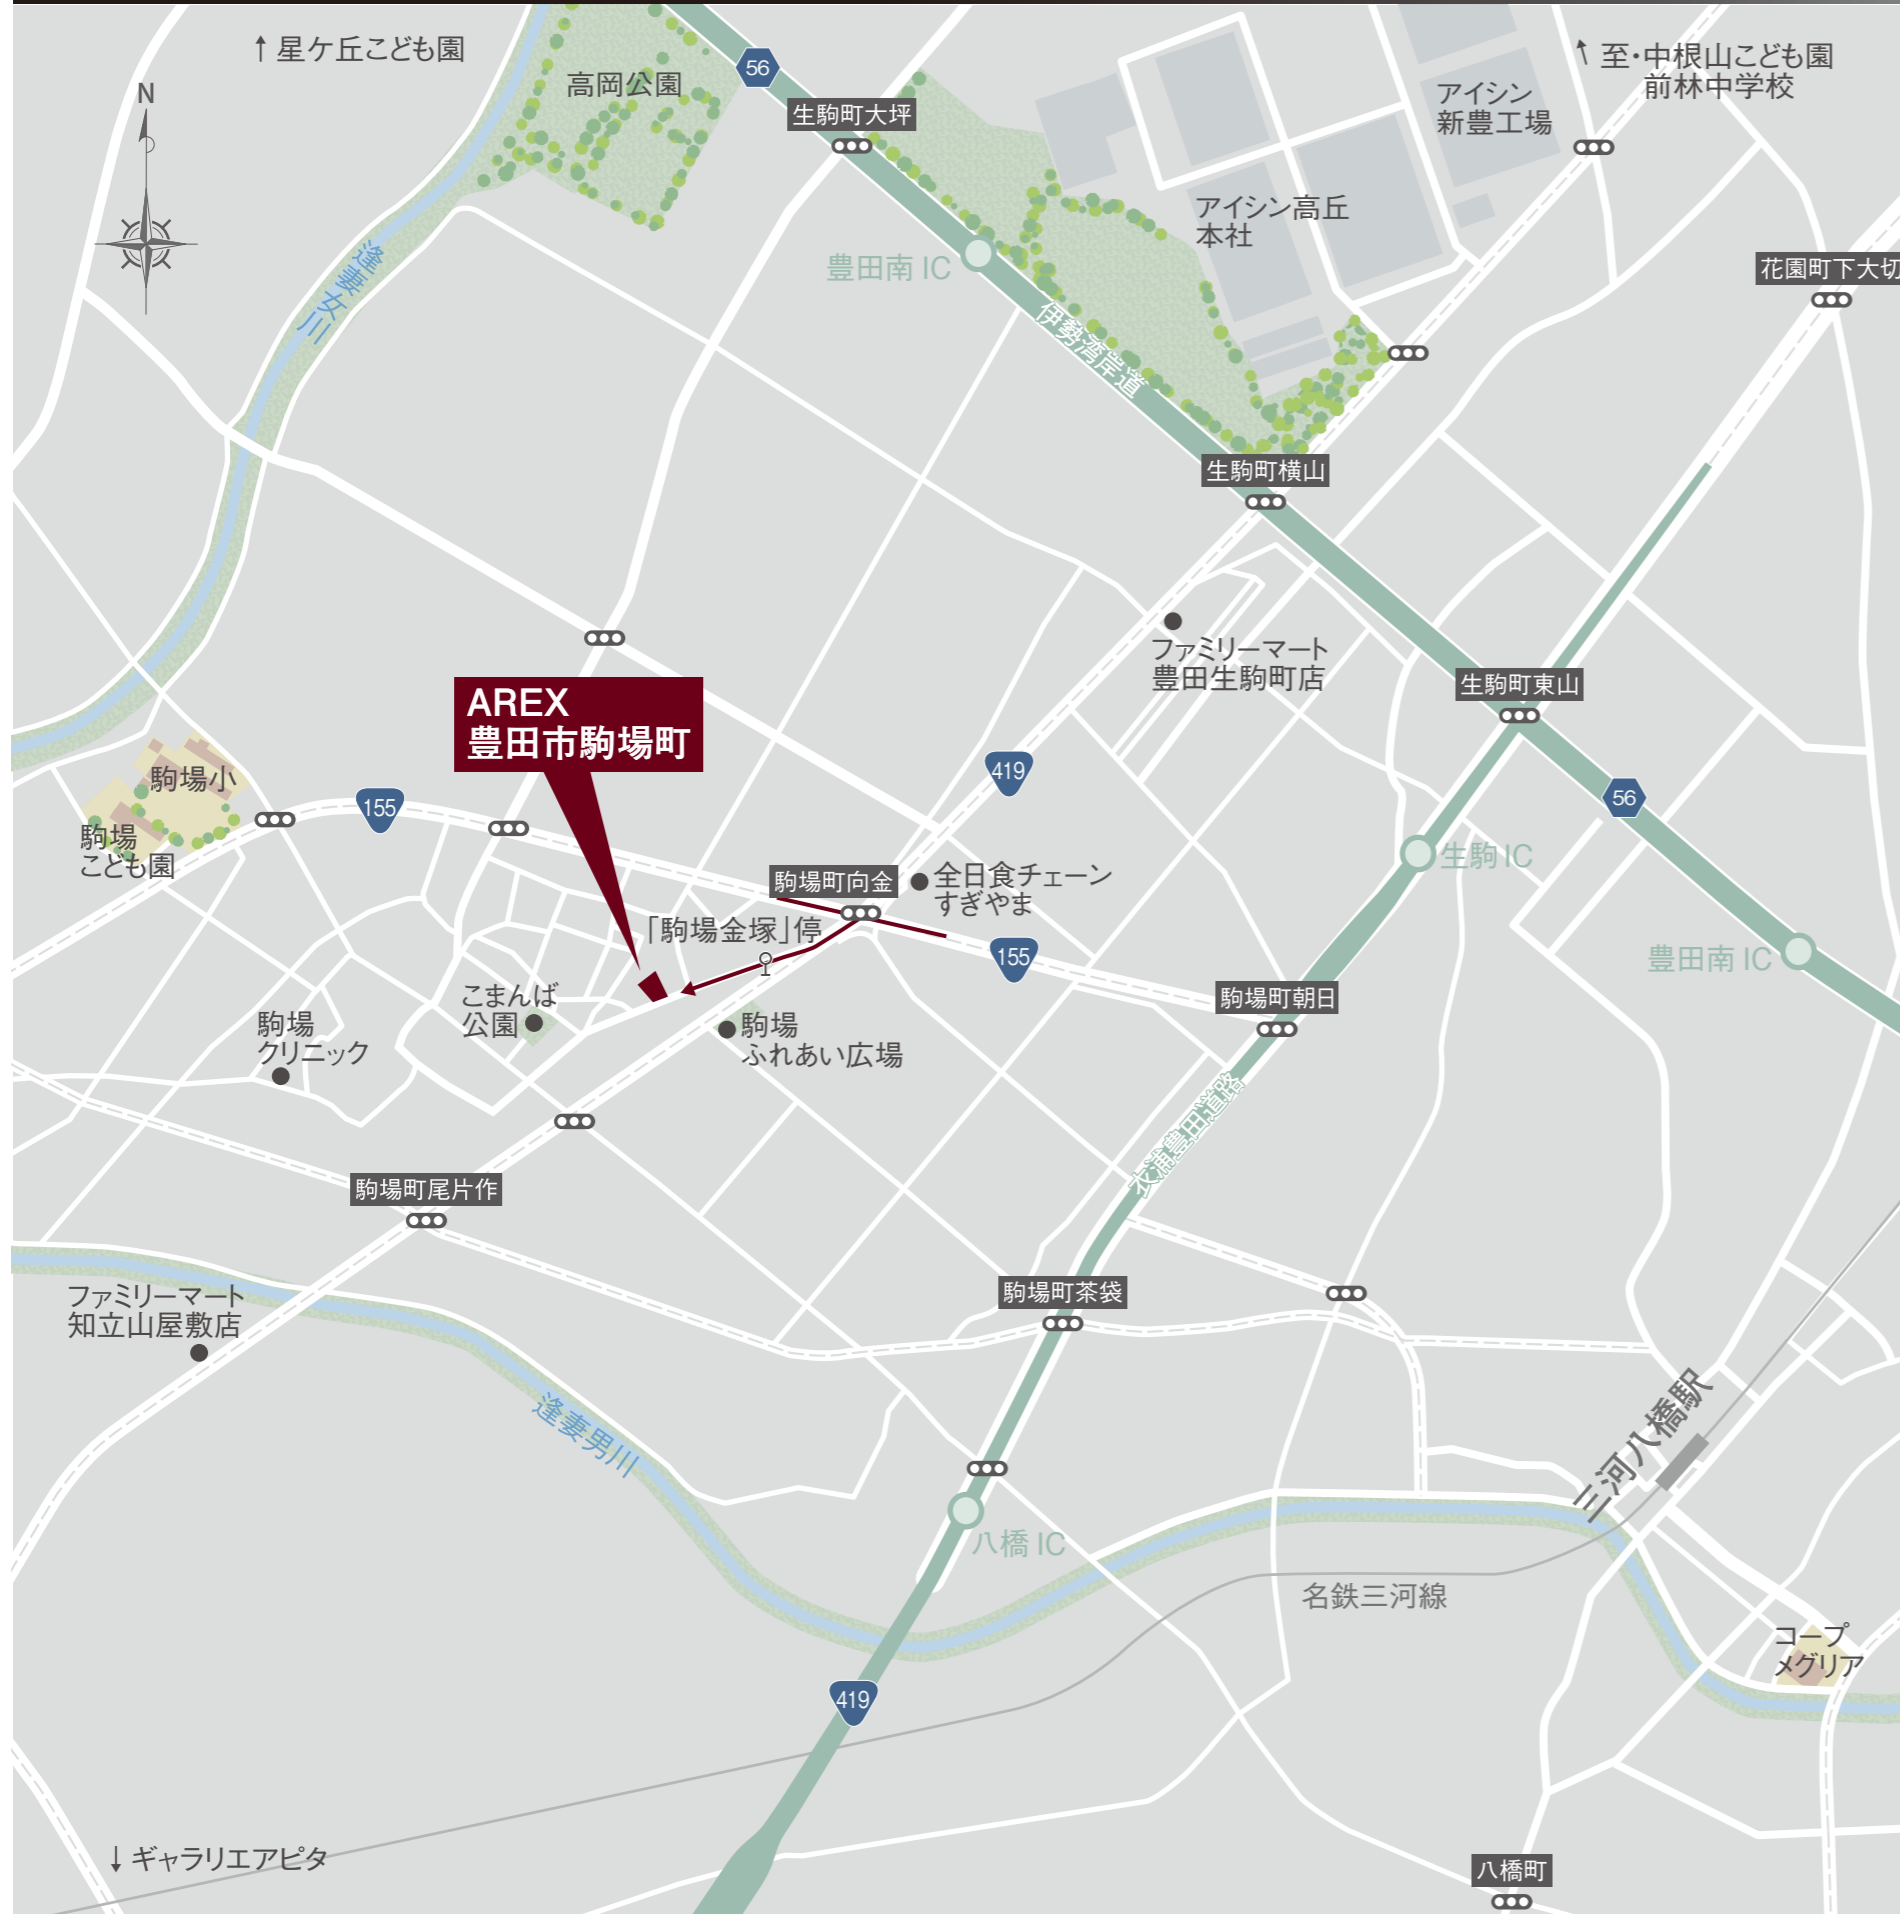 ↑ 星ケ丘こども園
N
高岡公園
56
生駒町大坪
↑ 至・中根山こども園
前林中学校
アイシン
新豊工場
アイシン高丘
本社
逢妻女川
豊田南 IC
花園町下大切
伊勢湾岸道
生駒町横山
ファミリーマート
豊田生駒町店
生駒町東山
AREX
豊田市駒場町
419
56
駒場小
155
駒場
こども園
生駒 IC
駒場町向金
全日食チェーン
すぎやま
「駒場金塚」停
155
豊田南 IC
こまんば
公園
駒場町朝日
駒場
クリニック
駒場
ふれあい広場
衣浦豊田道路
駒場町尾片作
駒場町茶袋
ファミリーマート
知立山屋敷店
逢妻男川
三河八橋駅
八橋 IC
名鉄三河線
コープ
メグリア
419
↓ ギャラリエアピタ
八橋町